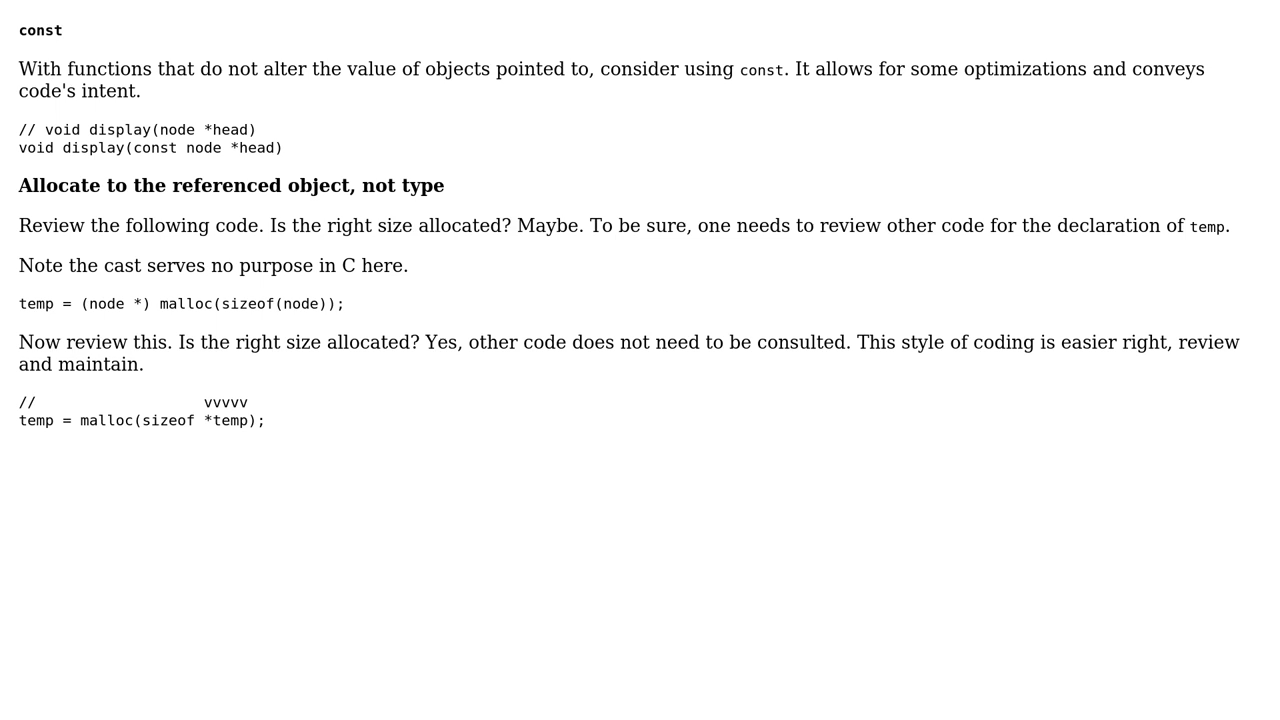 const
With functions that do not alter the value of objects pointed to, consider using const. It allows for some optimizations and conveys
code's intent.
// void display(node *head)
void display(const node *head)
Allocate to the referenced object, not type
Review the following code. Is the right size allocated? Maybe. To be sure, one needs to review other code for the declaration of temp.
Note the cast serves no purpose in C here.
temp = (node *) malloc(sizeof(node));
Now review this. Is the right size allocated? Yes, other code does not need to be consulted. This style of coding is easier right, review
and maintain.
//                   vvvvv
temp = malloc(sizeof *temp);